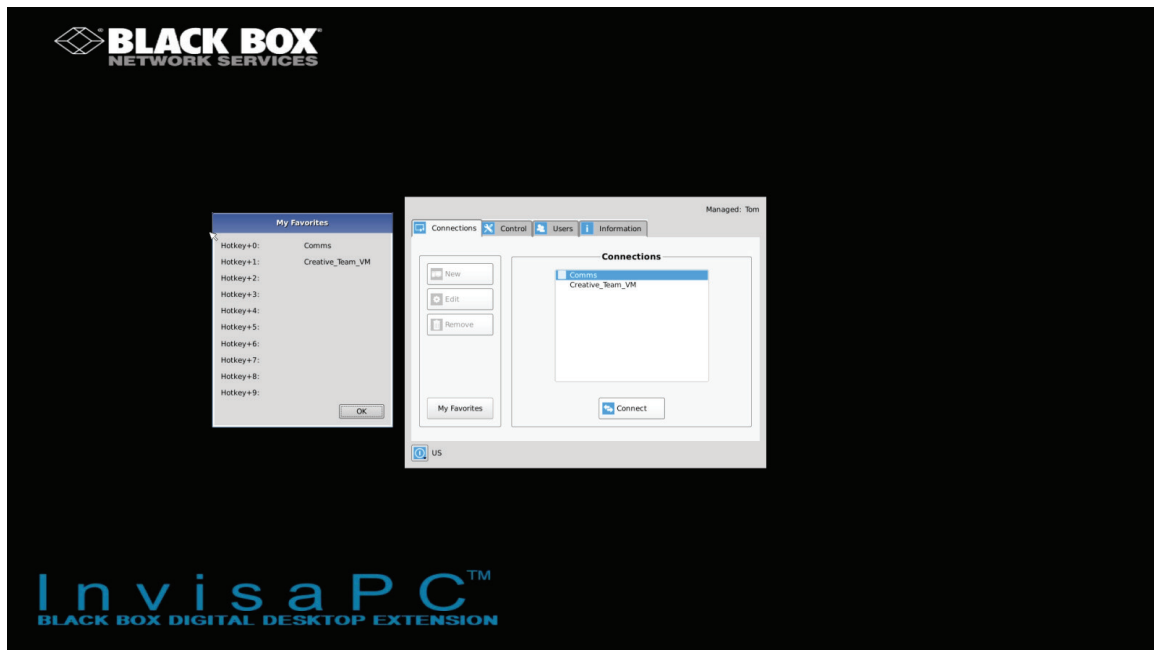 BLACK BOX®
NETWORK SERVICES
My Favorites
Hotkey+0: Comms
Hotkey+1: Creative_Team_VM
Hotkey+2:
Hotkey+3:
Hotkey+4:
Hotkey+5:
Hotkey+6:
Hotkey+7:
Hotkey+8:
Hotkey+9:
OK
Managed: Tom
Connections Control Users Information
New
Edit
Remove
My Favorites
Connections
Comms
Creative_Team_VM
Connect
US
InvisaPC™
BLACK BOX DIGITAL DESKTOP EXTENSION